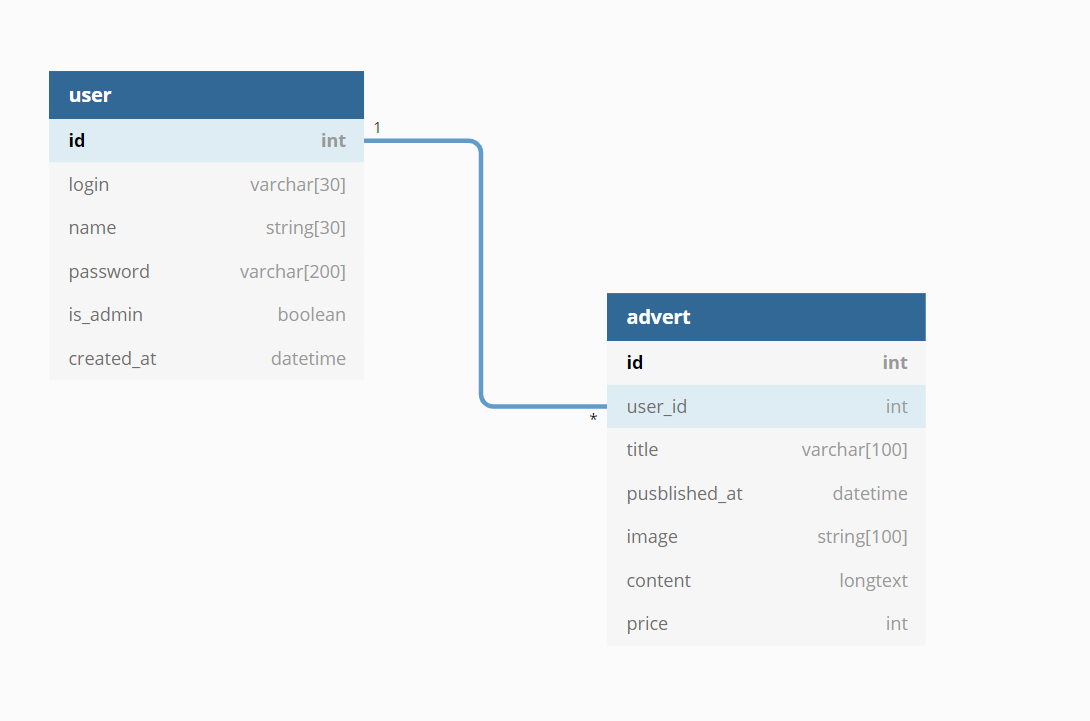 user
id int
1
login varchar[30]
name string[30]
password varchar[200]
is_admin boolean
created_at datetime
advert
id int
user_id int
*
title varchar[100]
pusblished_at datetime
image string[100]
content longtext
price int